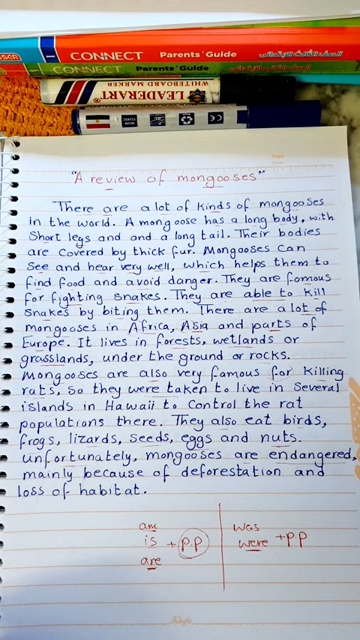 CONNECT Parents' Guide
CONNECT Parents' Guide
LEADERART
WHITEBOARD MARKER
"A review of mongooses"
There are a lot of kinds of mongooses
in the world. A mongoose has a long body, with
Short legs and and a long tail. Their bodies
are covered by thick fur. Mongooses can
See and hear very well, which helps them to
find food and avoid danger. They are famous
for fighting snakes. They are able to kill
snakes by biting them. There are a lot of
mongooses in Africa, Asia and parts of
Europe. It lives in forests, wetlands or
grasslands, under the ground or rocks.
Mongooses are also very famous for killing
rats, So they were taken to live in Several
islands in Hawaii to Control the rat
populations there. They also eat birds,
frogs, lizards, seeds, eggs and nuts.
Unfortunately, mongooses are endangered,
mainly because of deforestation and
loss of habitat.
am
is + p.p
are
was
were + p p